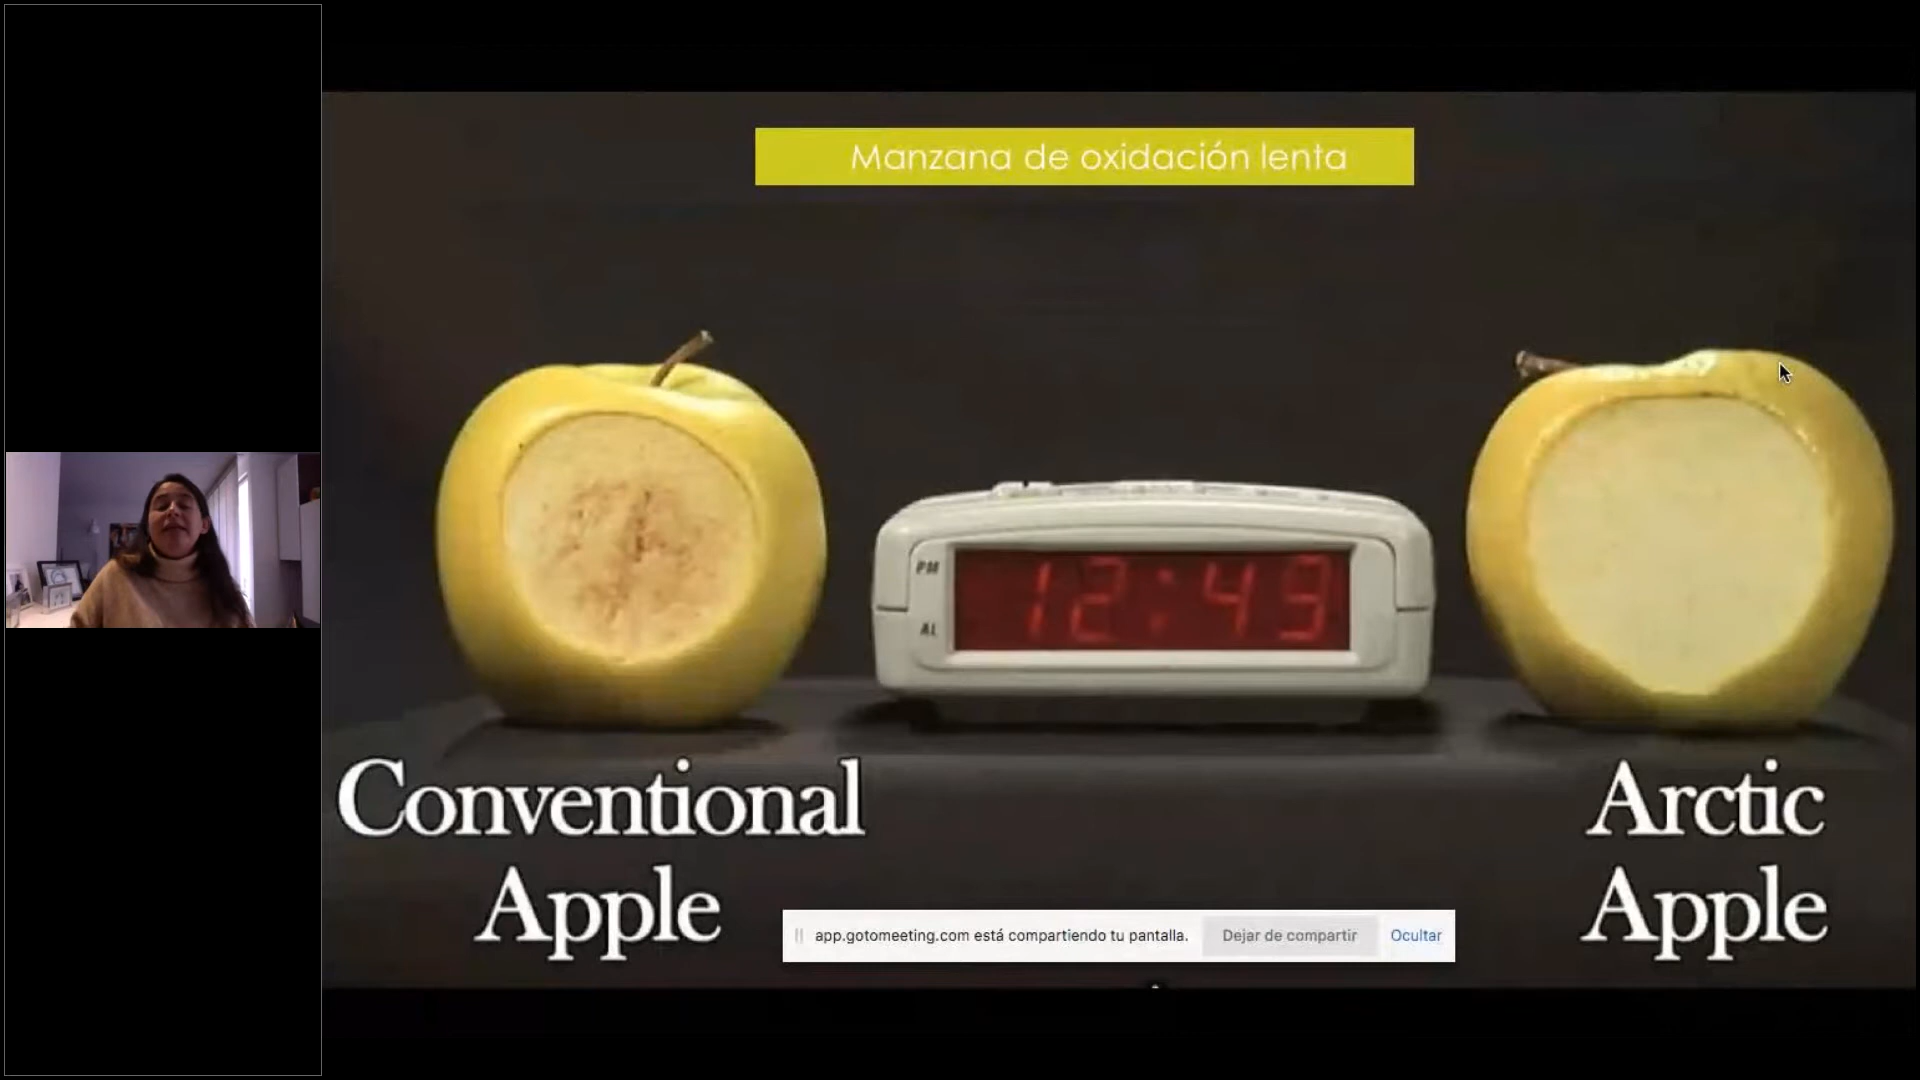 Manzana de oxidación lenta
PM
12:49
AL
Conventional
Apple
Arctic
Apple
app.gotomeeting.com está compartiendo tu pantalla.
Dejar de compartir
Ocultar